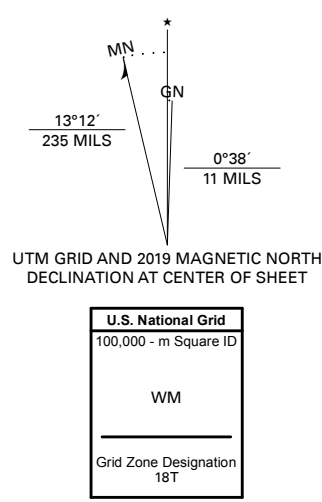 ★
MN
GN
13°12´
235 MILS
0°38´
11 MILS
UTM GRID AND 2019 MAGNETIC NORTH
DECLINATION AT CENTER OF SHEET
U.S. National Grid
100,000 - m Square ID
WM
Grid Zone Designation
18T